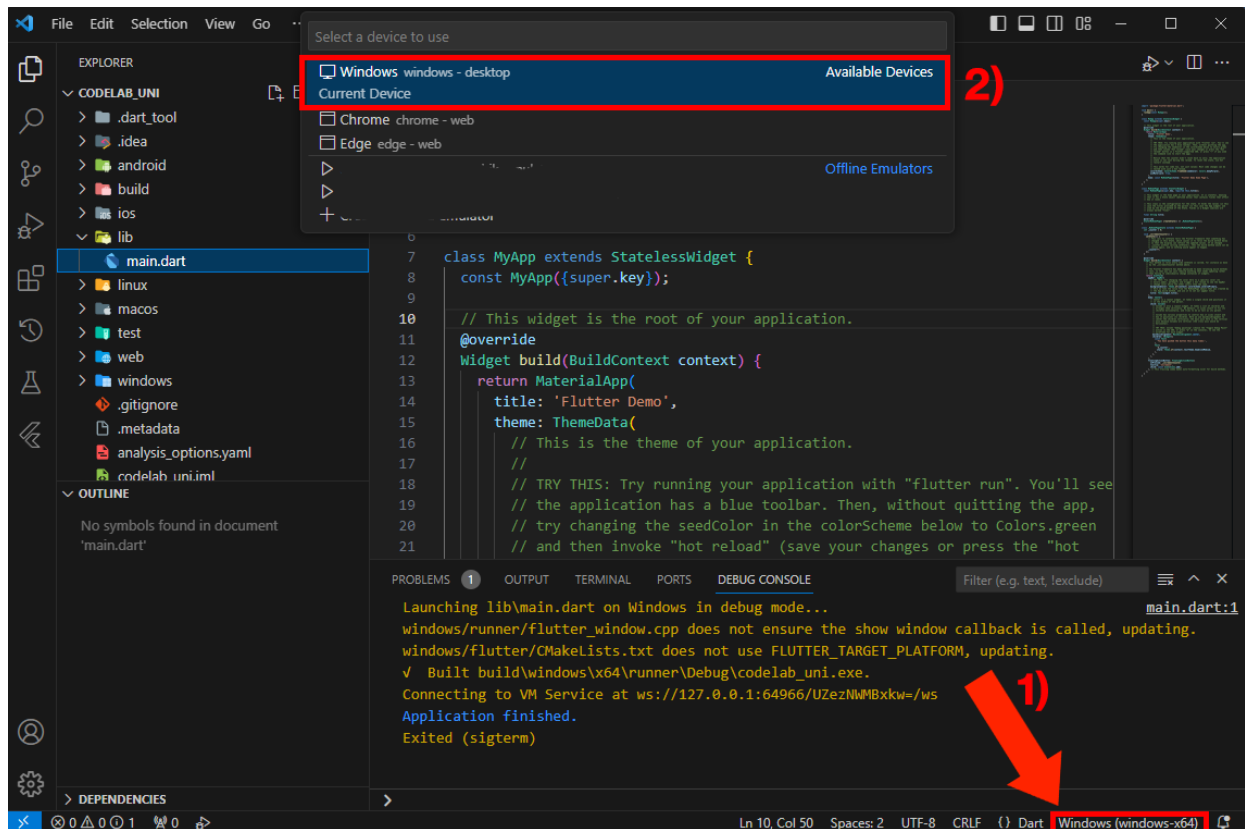 File Edit Selection View Go ···
Select a device to use
Windows windows - desktop Available Devices
Current Device
2)
Chrome chrome - web
Edge edge - web
Offline Emulators
EXPLORER
CODELAB_UNI
.dart_tool
.idea
android
build
ios
lib
main.dart
linux
macos
test
web
windows
.gitignore
.metadata
analysis_options.yaml
codelab_uni.iml
OUTLINE
No symbols found in document
'main.dart'
DEPENDENCIES
6
7 class MyApp extends StatelessWidget {
8 const MyApp({super.key});
9
10 // This widget is the root of your application.
11 @override
12 Widget build(BuildContext context) {
13 return MaterialApp(
14 title: 'Flutter Demo',
15 theme: ThemeData(
16 // This is the theme of your application.
17 //
18 // TRY THIS: Try running your application with "flutter run". You'll see
19 // the application has a blue toolbar. Then, without quitting the app,
20 // try changing the seedColor in the colorScheme below to Colors.green
21 // and then invoke "hot reload" (save your changes or press the "hot
PROBLEMS 1 OUTPUT TERMINAL PORTS DEBUG CONSOLE Filter (e.g. text, !exclude)
Launching lib\main.dart on Windows in debug mode... main.dart:1
windows/runner/flutter_window.cpp does not ensure the show window callback is called, updating.
windows/flutter/CMakeLists.txt does not use FLUTTER_TARGET_PLATFORM, updating.
√ Built build\windows\x64\runner\Debug\codelab_uni.exe.
Connecting to VM Service at ws://127.0.0.1:64966/UZezNWMBxkw=/ws
Application finished.
Exited (sigterm)
1)
0 0 1 0 Ln 10, Col 50 Spaces: 2 UTF-8 CRLF {} Dart Windows (windows-x64)